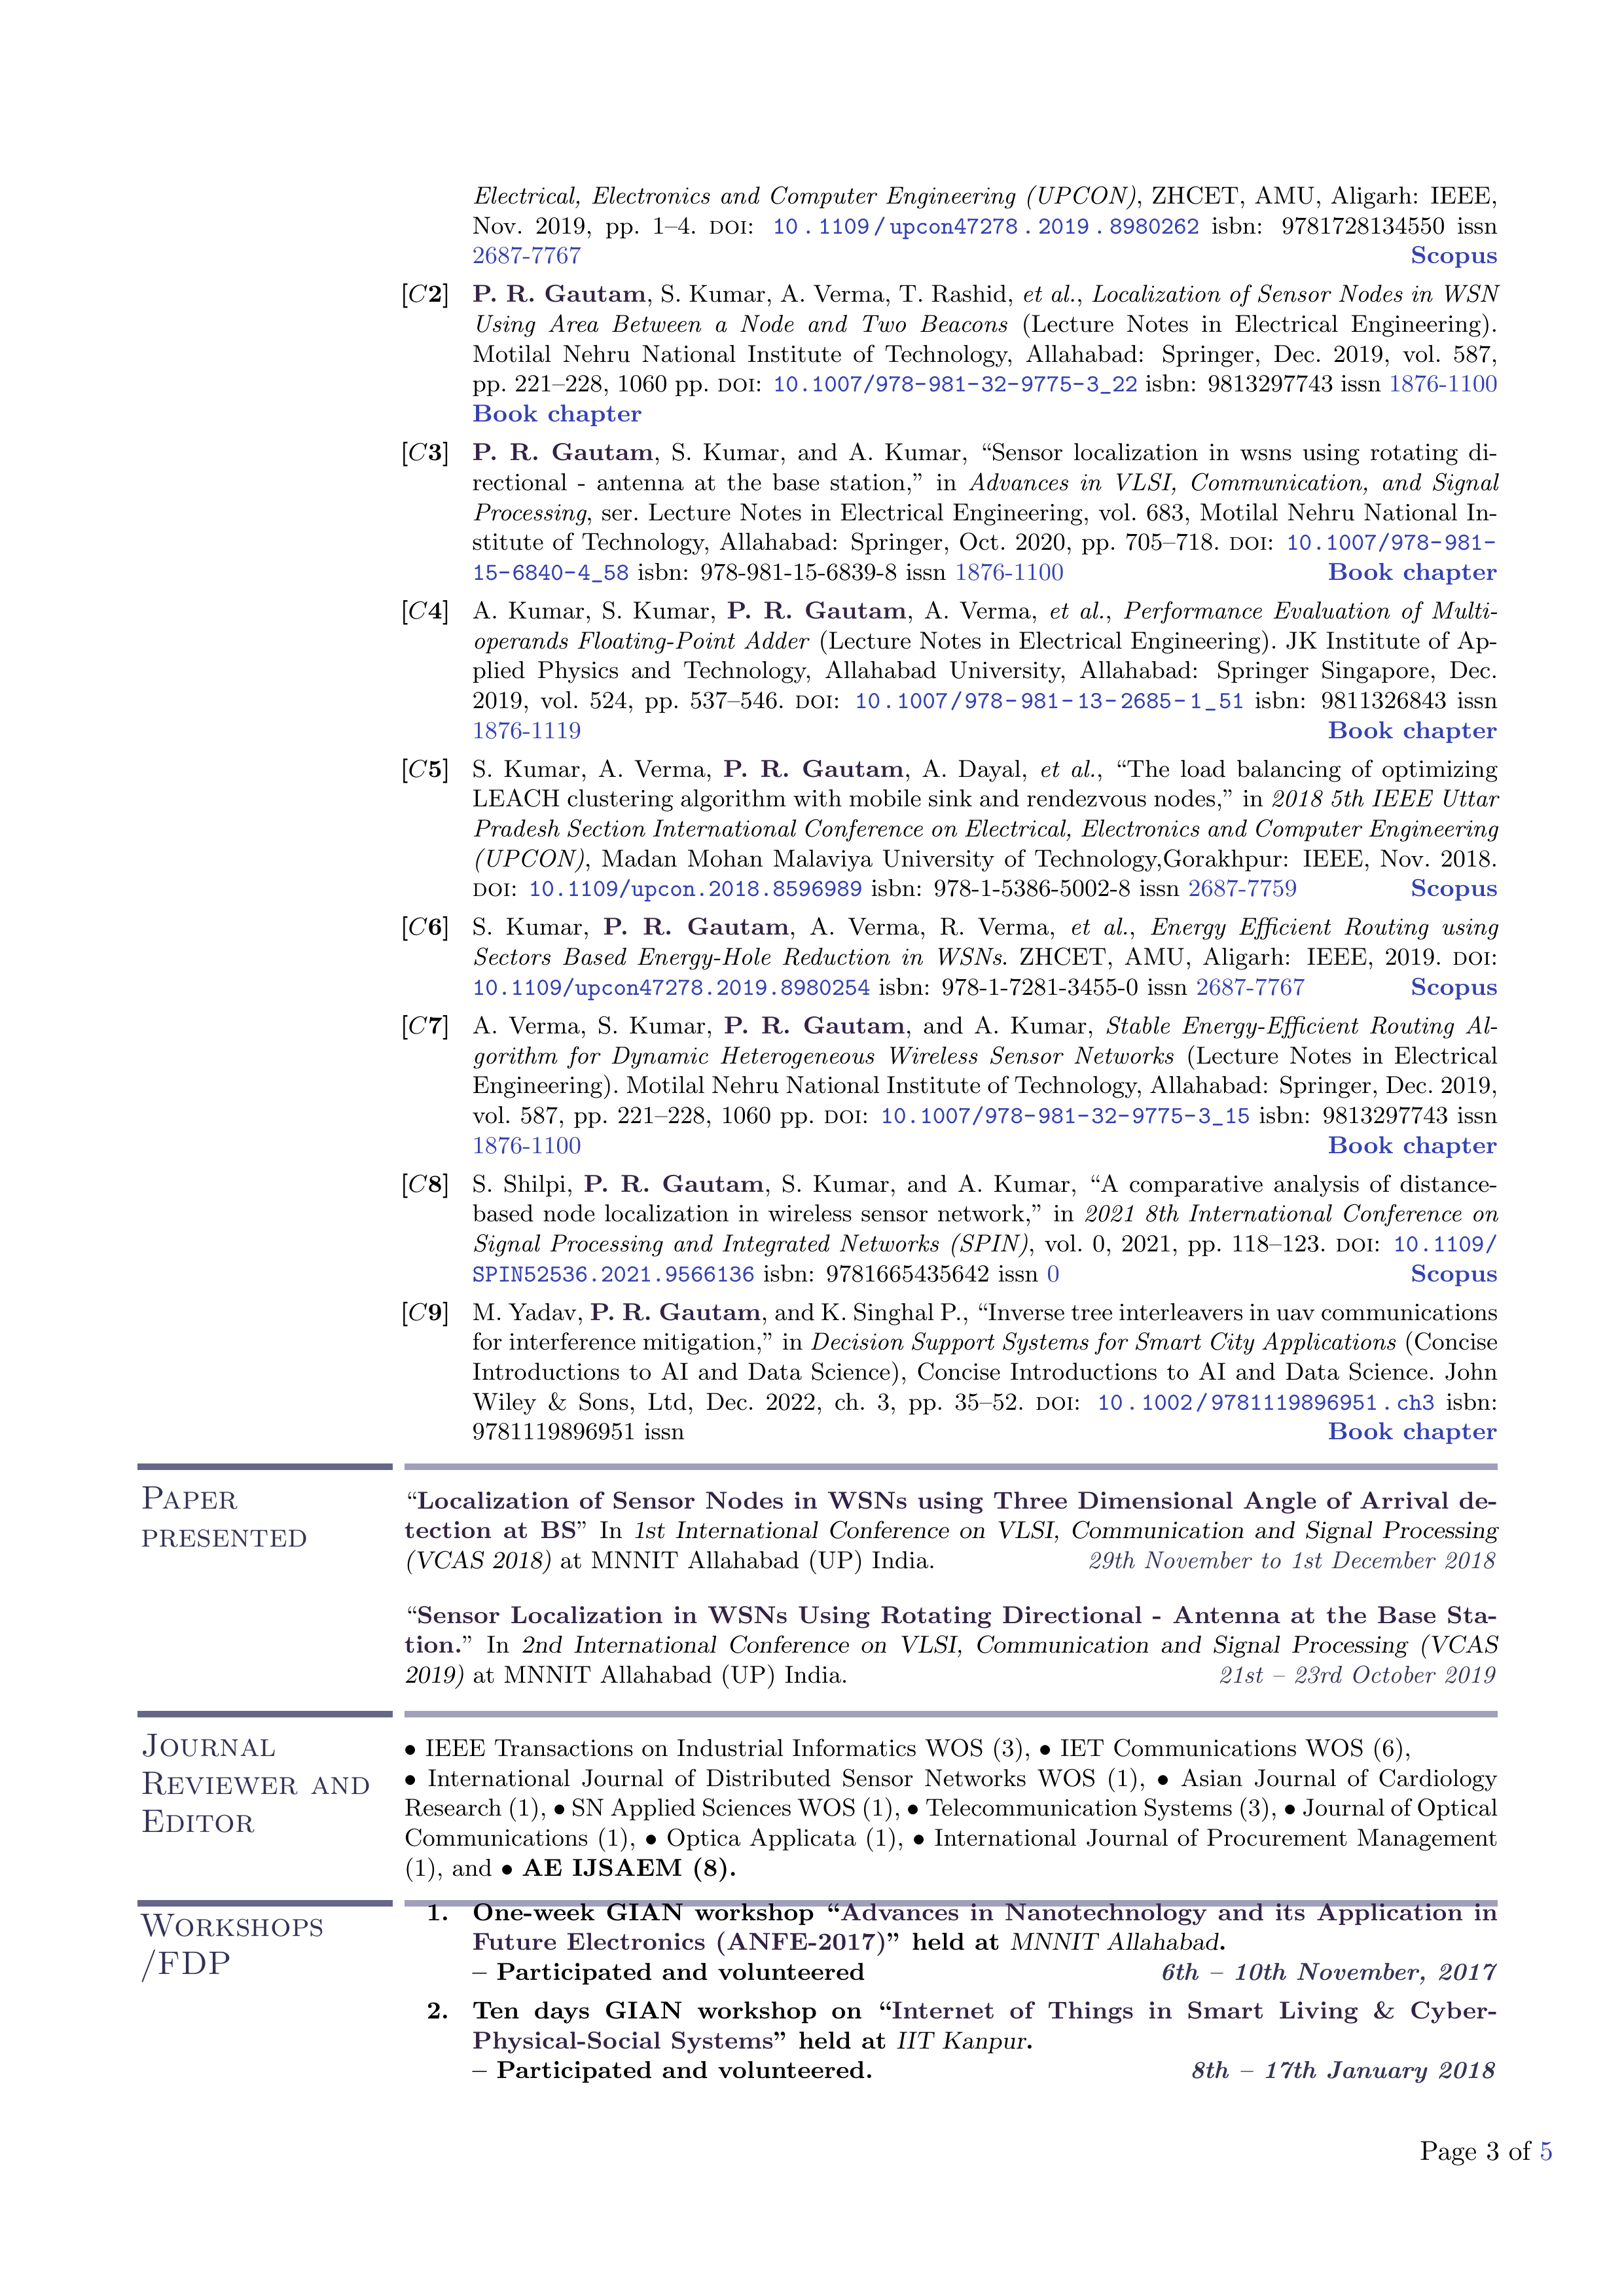 Electrical, Electronics and Computer Engineering (UPCON), ZHCET, AMU, Aligarh: IEEE,
Nov. 2019, pp. 1–4. DOI: 10.1109/upcon47278.2019.8980262 isbn: 9781728134550 issn
2687-7767 Scopus
[C2] P. R. Gautam, S. Kumar, A. Verma, T. Rashid, et al., Localization of Sensor Nodes in WSN
Using Area Between a Node and Two Beacons (Lecture Notes in Electrical Engineering).
Motilal Nehru National Institute of Technology, Allahabad: Springer, Dec. 2019, vol. 587,
pp. 221–228, 1060 pp. DOI: 10.1007/978-981-32-9775-3_22 isbn: 9813297743 issn 1876-1100
Book chapter
[C3] P. R. Gautam, S. Kumar, and A. Kumar, “Sensor localization in wsns using rotating di-
rectional - antenna at the base station,” in Advances in VLSI, Communication, and Signal
Processing, ser. Lecture Notes in Electrical Engineering, vol. 683, Motilal Nehru National In-
stitute of Technology, Allahabad: Springer, Oct. 2020, pp. 705–718. DOI: 10.1007/978-981-
15-6840-4_58 isbn: 978-981-15-6839-8 issn 1876-1100 Book chapter
[C4] A. Kumar, S. Kumar, P. R. Gautam, A. Verma, et al., Performance Evaluation of Multi-
operands Floating-Point Adder (Lecture Notes in Electrical Engineering). JK Institute of Ap-
plied Physics and Technology, Allahabad University, Allahabad: Springer Singapore, Dec.
2019, vol. 524, pp. 537–546. DOI: 10.1007/978-981-13-2685-1_51 isbn: 9811326843 issn
1876-1119 Book chapter
[C5] S. Kumar, A. Verma, P. R. Gautam, A. Dayal, et al., “The load balancing of optimizing
LEACH clustering algorithm with mobile sink and rendezvous nodes,” in 2018 5th IEEE Uttar
Pradesh Section International Conference on Electrical, Electronics and Computer Engineering
(UPCON), Madan Mohan Malaviya University of Technology,Gorakhpur: IEEE, Nov. 2018.
DOI: 10.1109/upcon.2018.8596989 isbn: 978-1-5386-5002-8 issn 2687-7759 Scopus
[C6] S. Kumar, P. R. Gautam, A. Verma, R. Verma, et al., Energy Efficient Routing using
Sectors Based Energy-Hole Reduction in WSNs. ZHCET, AMU, Aligarh: IEEE, 2019. DOI:
10.1109/upcon47278.2019.8980254 isbn: 978-1-7281-3455-0 issn 2687-7767 Scopus
[C7] A. Verma, S. Kumar, P. R. Gautam, and A. Kumar, Stable Energy-Efficient Routing Al-
gorithm for Dynamic Heterogeneous Wireless Sensor Networks (Lecture Notes in Electrical
Engineering). Motilal Nehru National Institute of Technology, Allahabad: Springer, Dec. 2019,
vol. 587, pp. 221–228, 1060 pp. DOI: 10.1007/978-981-32-9775-3_15 isbn: 9813297743 issn
1876-1100 Book chapter
[C8] S. Shilpi, P. R. Gautam, S. Kumar, and A. Kumar, “A comparative analysis of distance-
based node localization in wireless sensor network,” in 2021 8th International Conference on
Signal Processing and Integrated Networks (SPIN), vol. 0, 2021, pp. 118–123. DOI: 10.1109/
SPIN52536.2021.9566136 isbn: 9781665435642 issn 0 Scopus
[C9] M. Yadav, P. R. Gautam, and K. Singhal P., “Inverse tree interleavers in uav communications
for interference mitigation,” in Decision Support Systems for Smart City Applications (Concise
Introductions to AI and Data Science), Concise Introductions to AI and Data Science. John
Wiley & Sons, Ltd, Dec. 2022, ch. 3, pp. 35–52. DOI: 10.1002/9781119896951.ch3 isbn:
9781119896951 issn Book chapter
Paper
presented
“Localization of Sensor Nodes in WSNs using Three Dimensional Angle of Arrival de-
tection at BS” In 1st International Conference on VLSI, Communication and Signal Processing
(VCAS 2018) at MNNIT Allahabad (UP) India. 29th November to 1st December 2018
“Sensor Localization in WSNs Using Rotating Directional - Antenna at the Base Sta-
tion.” In 2nd International Conference on VLSI, Communication and Signal Processing (VCAS
2019) at MNNIT Allahabad (UP) India. 21st – 23rd October 2019
Journal
Reviewer and
Editor
• IEEE Transactions on Industrial Informatics WOS (3), • IET Communications WOS (6),
• International Journal of Distributed Sensor Networks WOS (1), • Asian Journal of Cardiology
Research (1), • SN Applied Sciences WOS (1), • Telecommunication Systems (3), • Journal of Optical
Communications (1), • Optica Applicata (1), • International Journal of Procurement Management
(1), and • AE IJSAEM (8).
Workshops
/FDP
1. One-week GIAN workshop “Advances in Nanotechnology and its Application in
Future Electronics (ANFE-2017)” held at MNNIT Allahabad.
– Participated and volunteered 6th – 10th November, 2017
2. Ten days GIAN workshop on “Internet of Things in Smart Living & Cyber-
Physical-Social Systems” held at IIT Kanpur.
– Participated and volunteered. 8th – 17th January 2018
Page 3 of 5